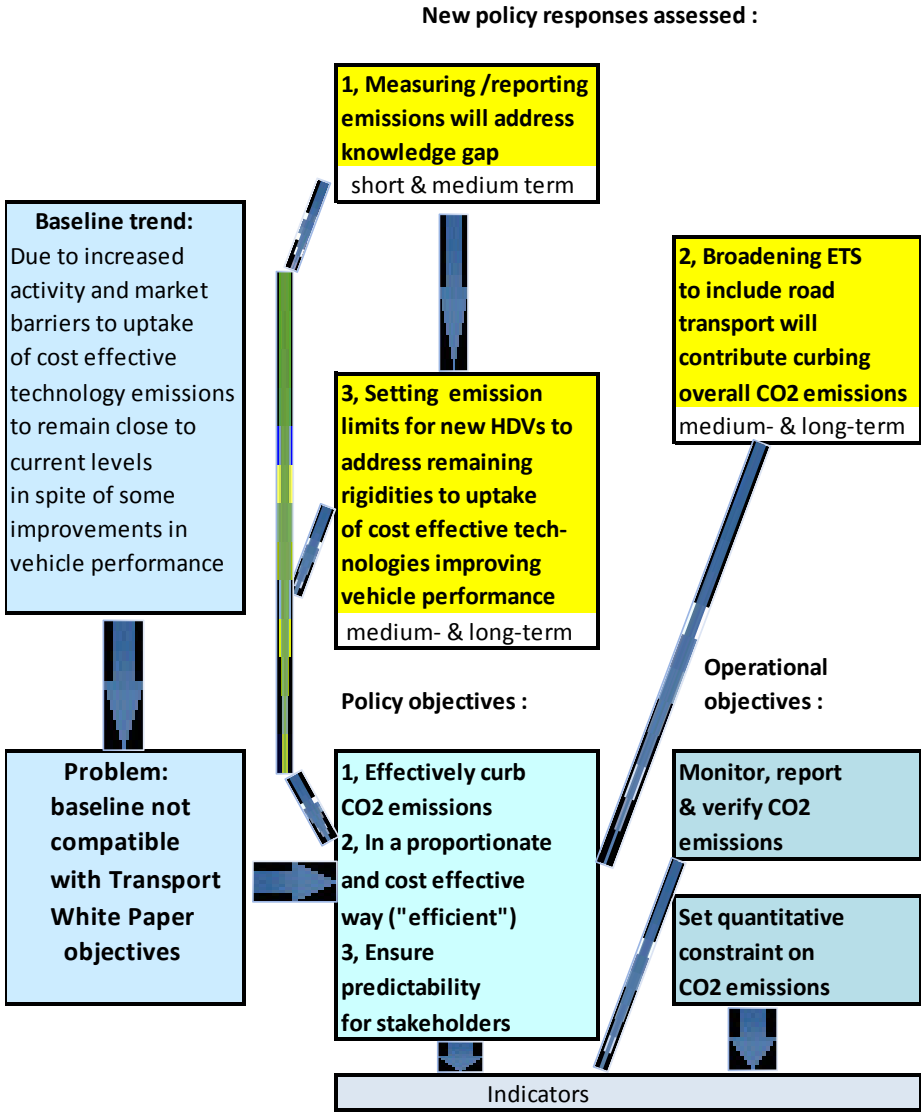 New policy responses assessed :
1, Measuring /reporting
emissions will address
knowledge gap
short & medium term
Baseline trend:
Due to increased
activity and market
barriers to uptake
of cost effective
technology emissions
to remain close to
current levels
in spite of some
improvements in
vehicle performance
2, Broadening ETS
to include road
transport will
contribute curbing
overall CO2 emissions
medium- & long-term
3, Setting emission
limits for new HDVs to
address remaining
rigidities to uptake
of cost effective tech-
nologies improving
vehicle performance
medium- & long-term
Policy objectives :
Operational
objectives :
Problem:
baseline not
compatible
with Transport
White Paper
objectives
1, Effectively curb
CO2 emissions
2, In a proportionate
and cost effective
way ("efficient")
3, Ensure
predictability
for stakeholders
Monitor, report
& verify CO2
emissions
Set quantitative
constraint on
CO2 emissions
Indicators